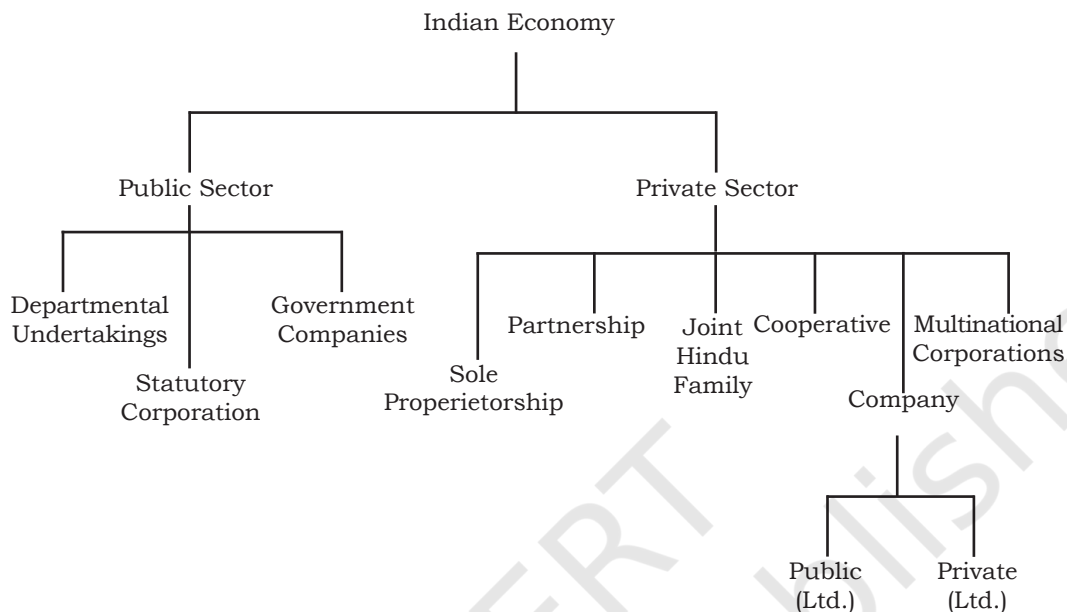 Indian Economy
Public Sector
Private Sector
Departmental
Undertakings
Statutory
Corporation
Government
Companies
Sole
Properietorship
Partnership
Joint
Hindu
Family
Cooperative
Company
Multinational
Corporations
Public
(Ltd.)
Private
(Ltd.)